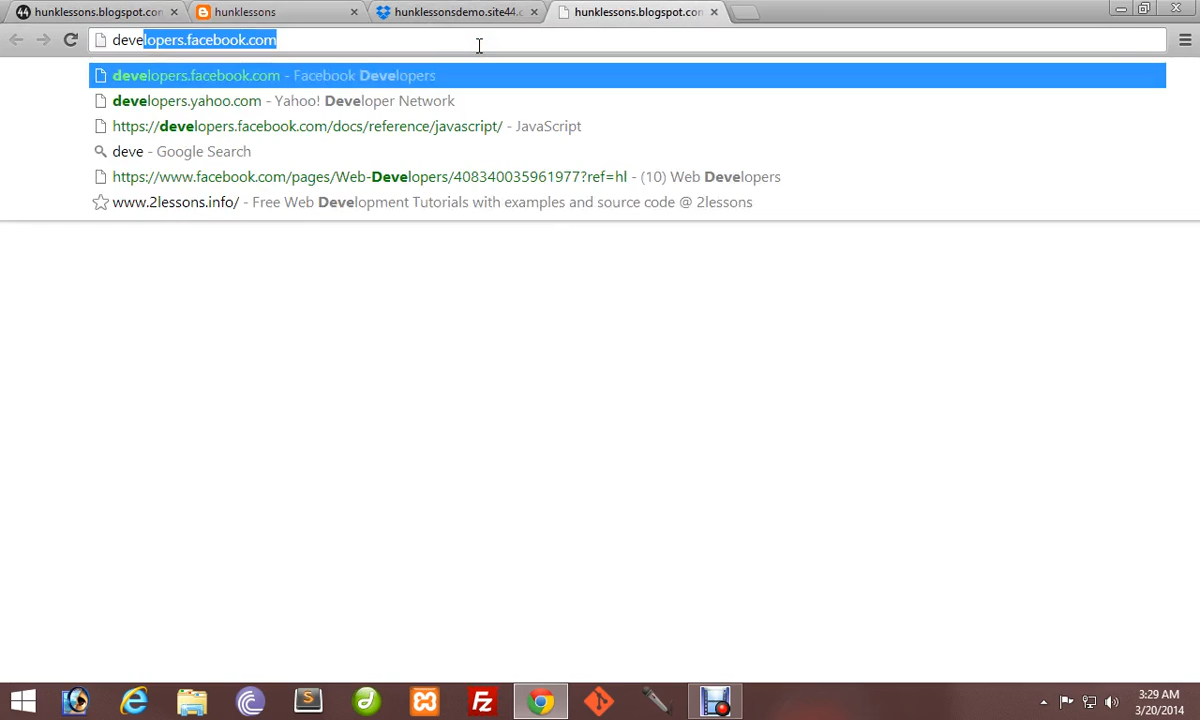 hunklessons.blogspot.con
hunklessons
hunklessonsdemo.site44.c
hunklessons.blogspot.con
developers.facebook.com
developers.facebook.com - Facebook Developers
developers.yahoo.com - Yahoo! Developer Network
https://developers.facebook.com/docs/reference/javascript/ - JavaScript
deve - Google Search
https://www.facebook.com/pages/Web-Developers/408340035961977?ref=hl - (10) Web Developers
www.2lessons.info/ - Free Web Development Tutorials with examples and source code @ 2lessons
3:29 AM
3/20/2014